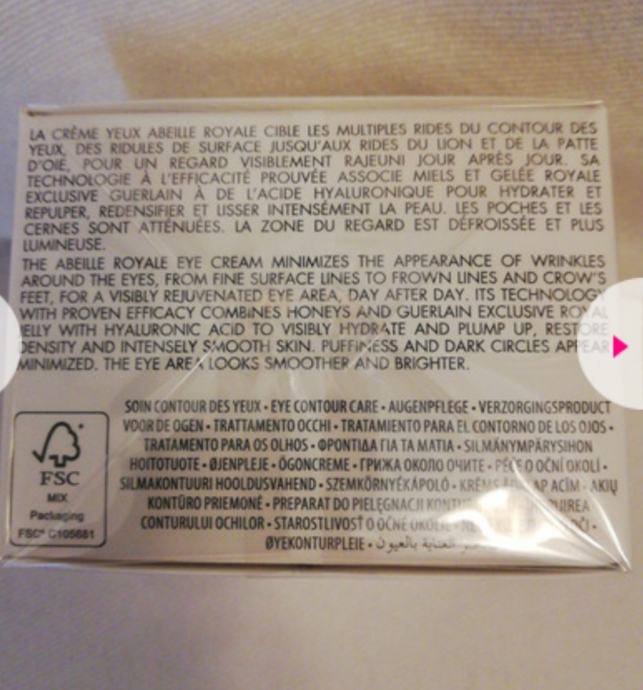 LA CRÈME YEUX ABEILLE ROYALE CIBLE LES MULTIPLES RIDES DU CONTOUR DES
YEUX, DES RIDULES DE SURFACE JUSQU'AUX RIDES DU LION ET DE LA PATTE
D'OIE, POUR UN REGARD VISIBLEMENT RAJEUNI JOUR APRÈS JOUR. SA
TECHNOLOGIE À L'EFFICACITÉ PROUVÉE ASSOCIE MIELS ET GELÉE ROYALE
EXCLUSIVE GUERLAIN À DE L'ACIDE HYALURONIQUE POUR HYDRATER ET
REPULPER, REDENSIFIER ET LISSER INTENSÉMENT LA PEAU. LES POCHES ET LES
CERNES SONT ATTÉNUÉES. LA ZONE DU REGARD EST DÉFROISSÉE ET PLUS
LUMINEUSE.
THE ABEILLE ROYALE EYE CREAM MINIMIZES THE APPEARANCE OF WRINKLES
AROUND THE EYES, FROM FINE SURFACE LINES TO FROWN LINES AND CROW'S
FEET, FOR A VISIBLY REJUVENATED EYE AREA, DAY AFTER DAY. ITS TECHNOLOGY
WITH PROVEN EFFICACY COMBINES HONEYS AND GUERLAIN EXCLUSIVE ROYAL
JELLY WITH HYALURONIC ACID TO VISIBLY HYDRATE AND PLUMP UP, RESTORE
DENSITY AND INTENSELY SMOOTH SKIN. PUFFINESS AND DARK CIRCLES APPEAR
MINIMIZED. THE EYE AREA LOOKS SMOOTHER AND BRIGHTER.
SOIN CONTOUR DES YEUX • EYE CONTOUR CARE • AUGENPFLEGE • VERZORGINGSPRODUCT
VOOR DE OGEN • TRATTAMENTO OCCHI • TRATAMIENTO PARA EL CONTORNO DE LOS OJOS •
TRATAMENTO PARA OS OLHOS • ΦΡΟΝΤΙΔΑ ΓΙΑ ΤΑ ΜΑΤΙΑ • SILMÄNYMPÄRYSIHON
HOITOTUOTE • ØJENPLEJE • ÖGONCREME • ГРИЖА ОКОЛО ОЧИТЕ • PÉČE O OČNÍ OKOLÍ •
SILMAKONTUURI HOOLDUSVAHEND • SZEMKÖRNYÉKÁPOLÓ • KRĒMS AP ACĪM • AKIŲ
KONTŪRO PRIEMONĖ • PREPARAT DO PIELĘGNACJI
CONTURULUI OCHILOR • STAROSTLIVOSŤ O OČNÉ OKOLIE •
ØYEKONTURPLEIE • العناية بالعيون
FSC
MIX
Packaging
FSC® C105681